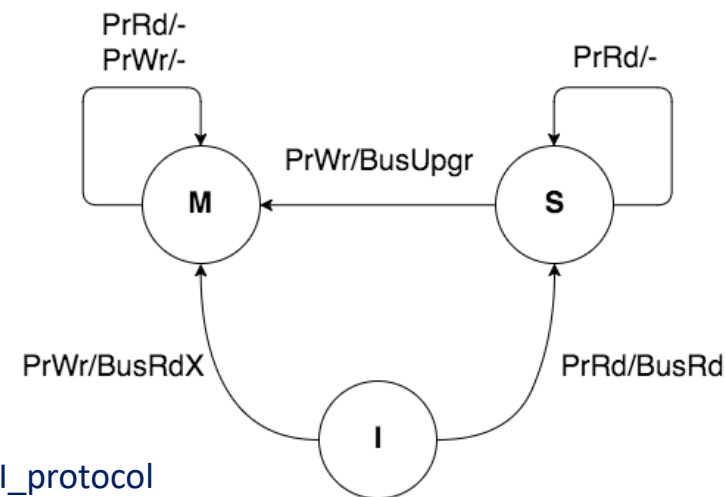 PrRd/-
PrWr/-
PrRd/-
PrWr/BusUpgr
M
S
PrWr/BusRdX
PrRd/BusRd
I
I_protocol